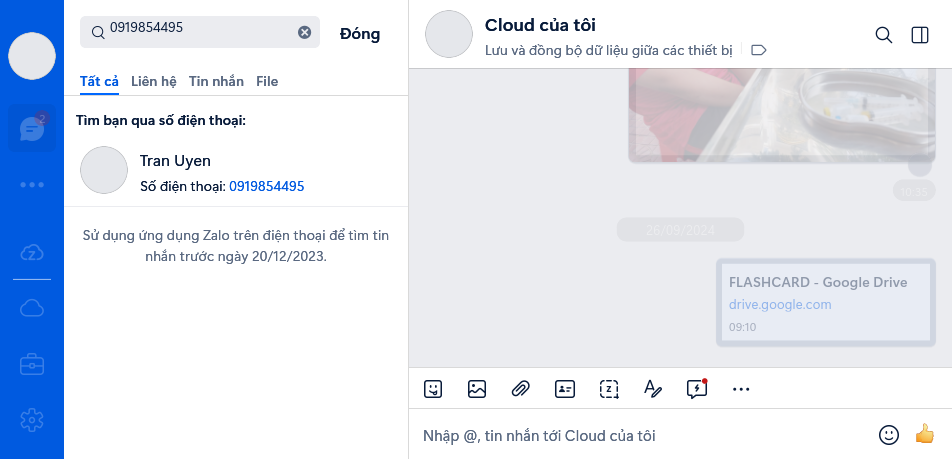 0919854495
Đóng
Tất cả Liên hệ Tin nhắn File
Tìm bạn qua số điện thoại:
Tran Uyen
Số điện thoại: 0919854495
Sử dụng ứng dụng Zalo trên điện thoại để tìm tin
nhắn trước ngày 20/12/2023.
2
Cloud của tôi
Lưu và đồng bộ dữ liệu giữa các thiết bị
10:35
26/09/2024
FLASHCARD - Google Drive
drive.google.com
09:10
Nhập @, tin nhắn tới Cloud của tôi